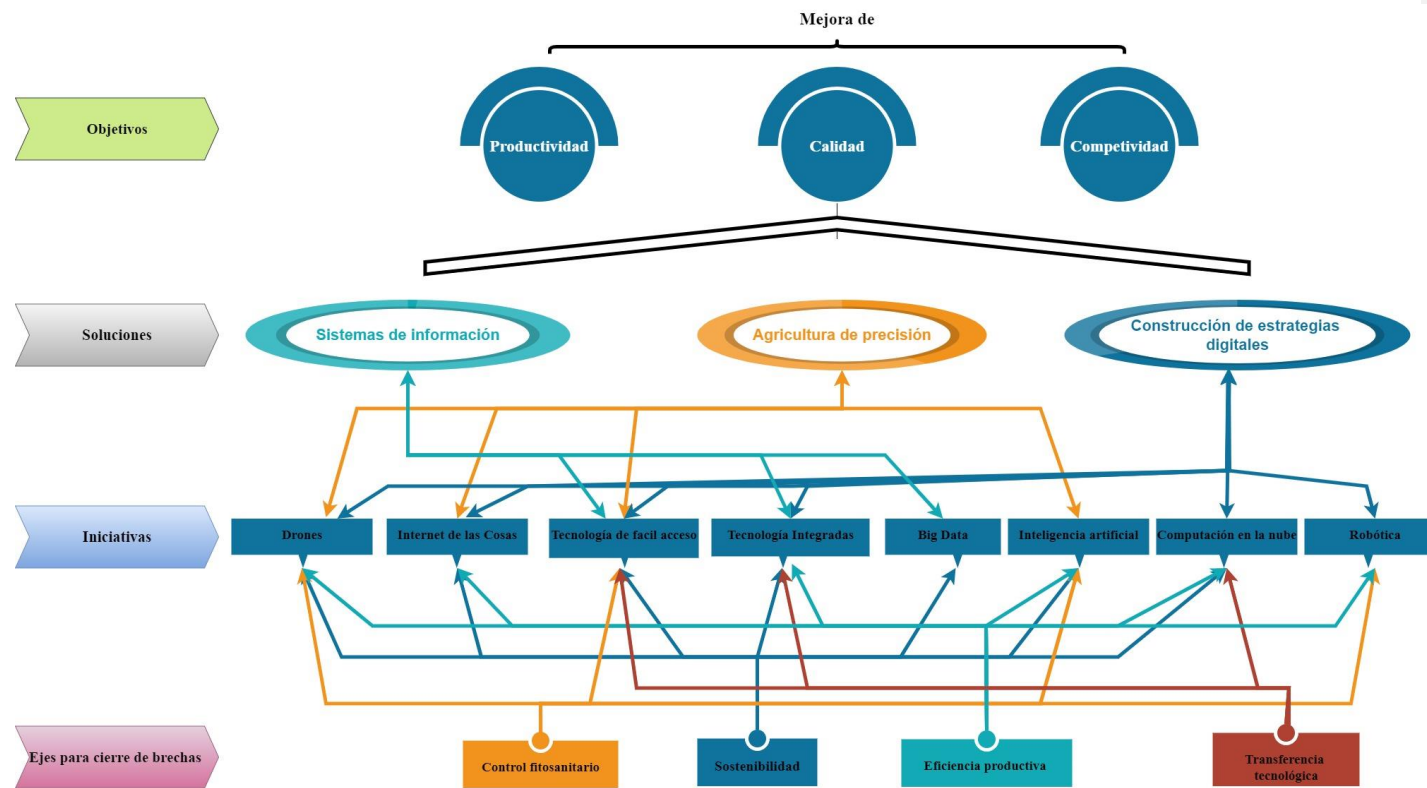 Mejora de
Objetivos
Productividad
Calidad
Competividad
Soluciones
Sistemas de información
Agricultura de precisión
Construcción de estrategias
digitales
Iniciativas
Drones
Internet de las Cosas
Tecnología de facil acceso
Tecnología Integradas
Big Data
Inteligencia artificial
Computación en la nube
Robótica
Ejes para cierre de brechas
Control fitosanitario
Sostenibilidad
Eficiencia productiva
Transferencia
tecnológica